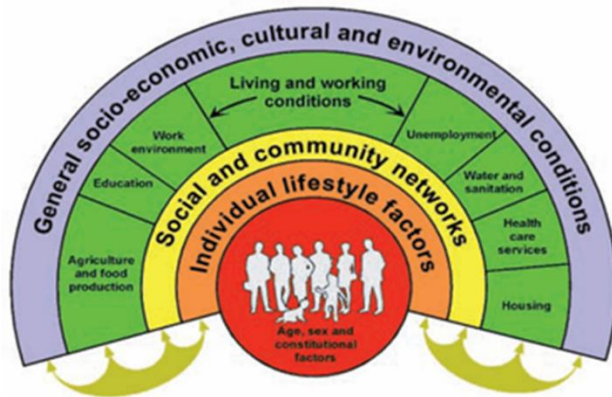 General socio-economic, cultural and environmental conditions
Living and working
conditions
Work
environment
Unemployment
Education
Water and
sanitation
Agriculture
and food
production
Health
care
services
Housing
Social and community networks
Individual lifestyle factors
Age, sex and
constitutional
factors